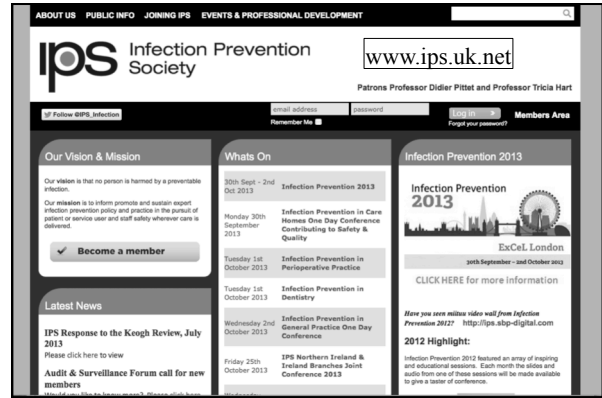 ABOUT US PUBLIC INFO JOINING IPS EVENTS & PROFESSIONAL DEVELOPMENT
IPS Infection Prevention
Society
www.ips.uk.net
Patrons Professor Didier Pittet and Professor Tricia Hart
Follow @IPS_Infection
email address password
Remember Me
Log in >
Forgot your password?
Members Area
Our Vision & Mission
Our vision is that no person is harmed by a preventable
infection.
Our mission is to inform promote and sustain expert
infection prevention policy and practice in the pursuit of
patient or service user and staff safety wherever care is
delivered.
Become a member
Latest News
IPS Response to the Keogh Review, July
2013
Please click here to view
Audit & Surveillance Forum call for new
members
Would you like to know more? Please click here
Whats On
30th Sept - 2nd
Oct 2013
Infection Prevention 2013
Monday 30th
September
2013
Infection Prevention in Care
Homes One Day Conference
Contributing to Safety &
Quality
Tuesday 1st
October 2013
Infection Prevention in
Perioperative Practice
Tuesday 1st
October 2013
Infection Prevention in
Dentistry
Wednesday 2nd
October 2013
Infection Prevention in
General Practice One Day
Conference
Friday 25th
October 2013
IPS Northern Ireland &
Ireland Branches Joint
Conference 2013
Wednesday
Infection Prevention 2013
Infection Prevention
2013
ExCeL London
30th September - 2nd October 2013
CLICK HERE for more information
Have you seen miituu video wall from Infection
Prevention 2012? http://ips.sbp-digital.com
2012 Highlight:
Infection Prevention 2012 featured an array of inspiring
and educational sessions. Each month the slides and
audio from one of these sessions will be made available
to give a taster of conference.